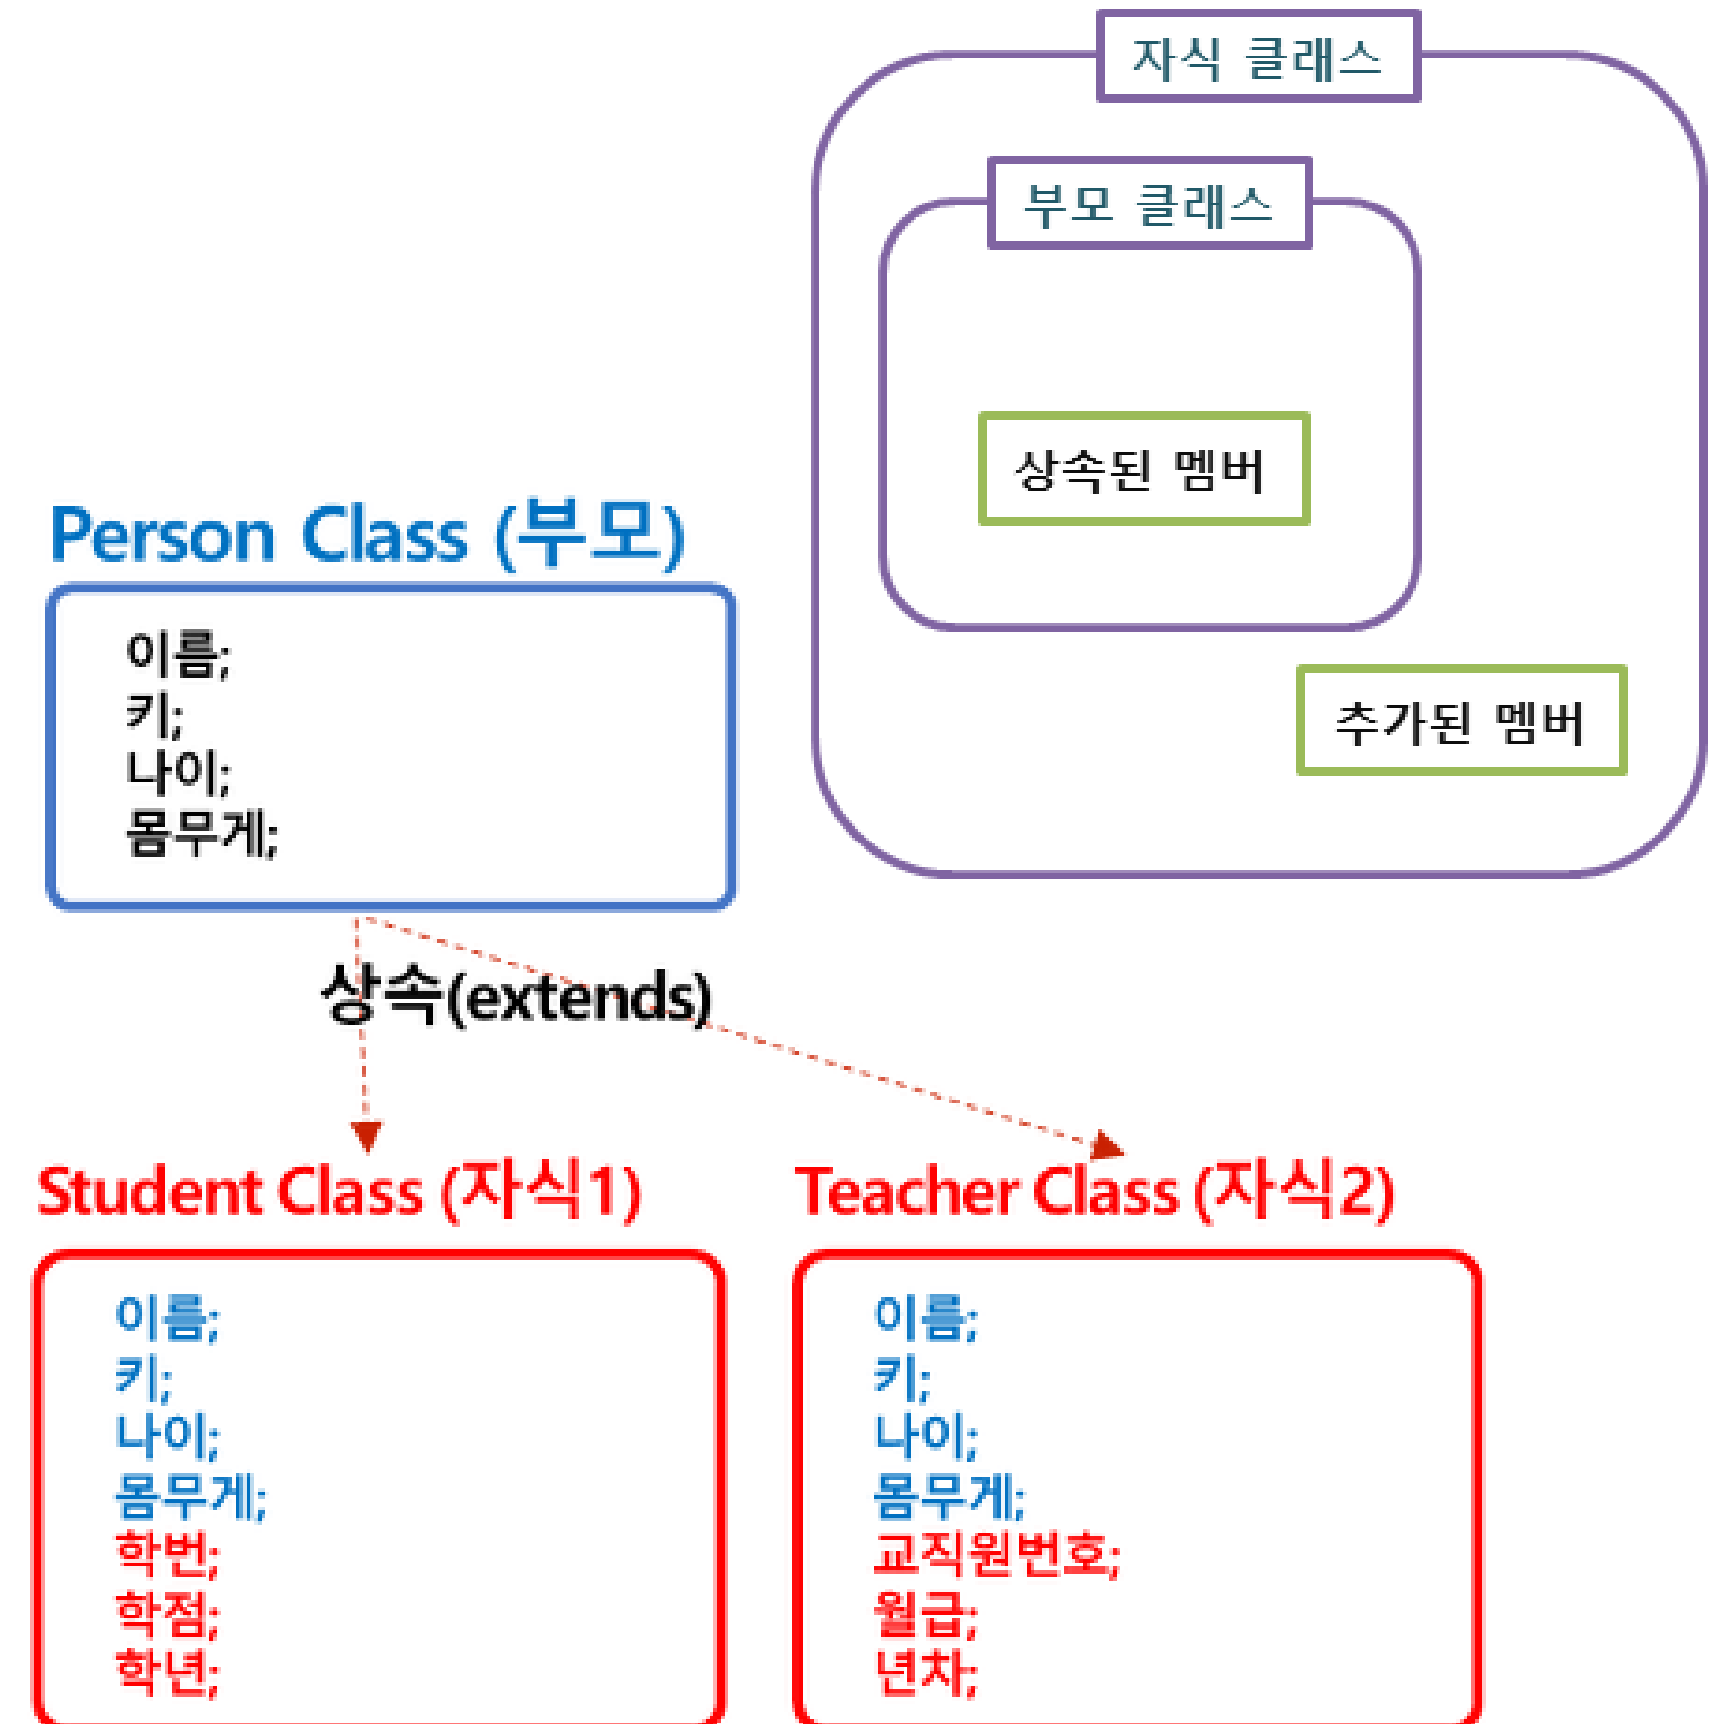 자식 클래스
부모 클래스
상속된 멤버
추가된 멤버
Person Class (부모)
이름;
키;
나이;
몸무게;
상속(extends)
Student Class (자식1)
이름;
키;
나이;
몸무게;
학번;
학점;
학년;
Teacher Class (자식2)
이름;
키;
나이;
몸무게;
교직원번호;
월급;
년차;